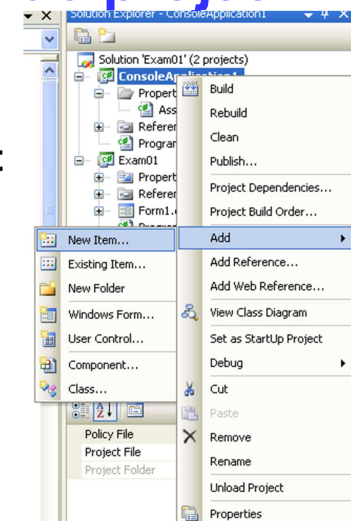 Solution Explorer - ConsoleApplication1
Solution 'Exam01' (2 projects)
ConsoleApplication1
Propert
Ass
Referer
Program
Exam01
Propert
Referer
Form1.
Build
Rebuild
Clean
Publish...
Project Dependencies...
Project Build Order...
Add
Add Reference...
Add Web Reference...
View Class Diagram
Set as StartUp Project
Debug
Cut
Paste
Remove
Rename
Unload Project
Properties
New Item...
Existing Item...
New Folder
Windows Form...
User Control...
Component...
Class...
Policy File
Project File
Project Folder